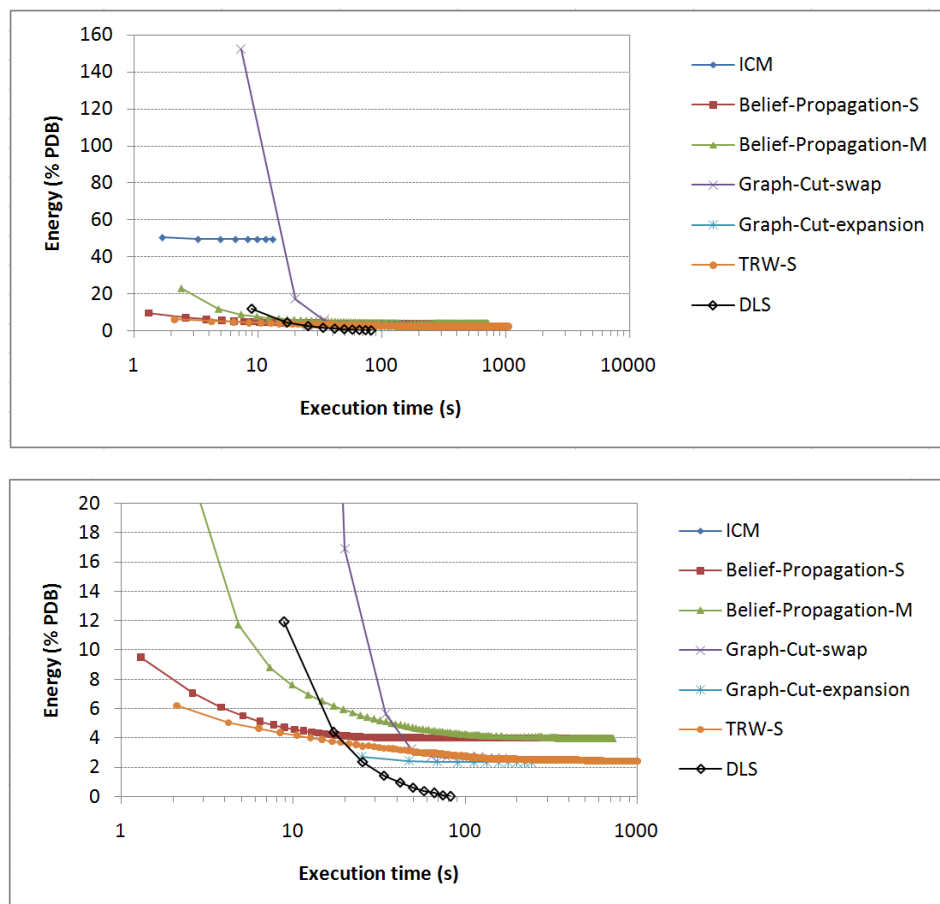 160
140
120
100
80
60
40
20
0
Energy (% PDB)
1 10 100 1000 10000
Execution time (s)
ICM
Belief-Propagation-S
Belief-Propagation-M
Graph-Cut-swap
Graph-Cut-expansion
TRW-S
DLS
20
18
16
14
12
10
8
6
4
2
0
Energy (% PDB)
1 10 100 1000
Execution time (s)
ICM
Belief-Propagation-S
Belief-Propagation-M
Graph-Cut-swap
Graph-Cut-expansion
TRW-S
DLS